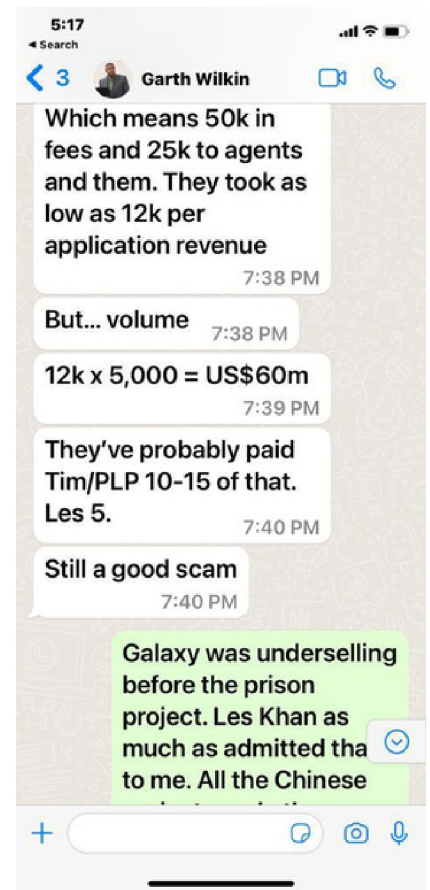 5:17
◀ Search
3
Garth Wilkin
Which means 50k in
fees and 25k to agents
and them. They took as
low as 12k per
application revenue
7:38 PM
But... volume
7:38 PM
12k x 5,000 = US$60m
7:39 PM
They've probably paid
Tim/PLP 10-15 of that.
Les 5.
7:40 PM
Still a good scam
7:40 PM
Galaxy was underselling
before the prison
project. Les Khan as
much as admitted tha
to me. All the Chinese